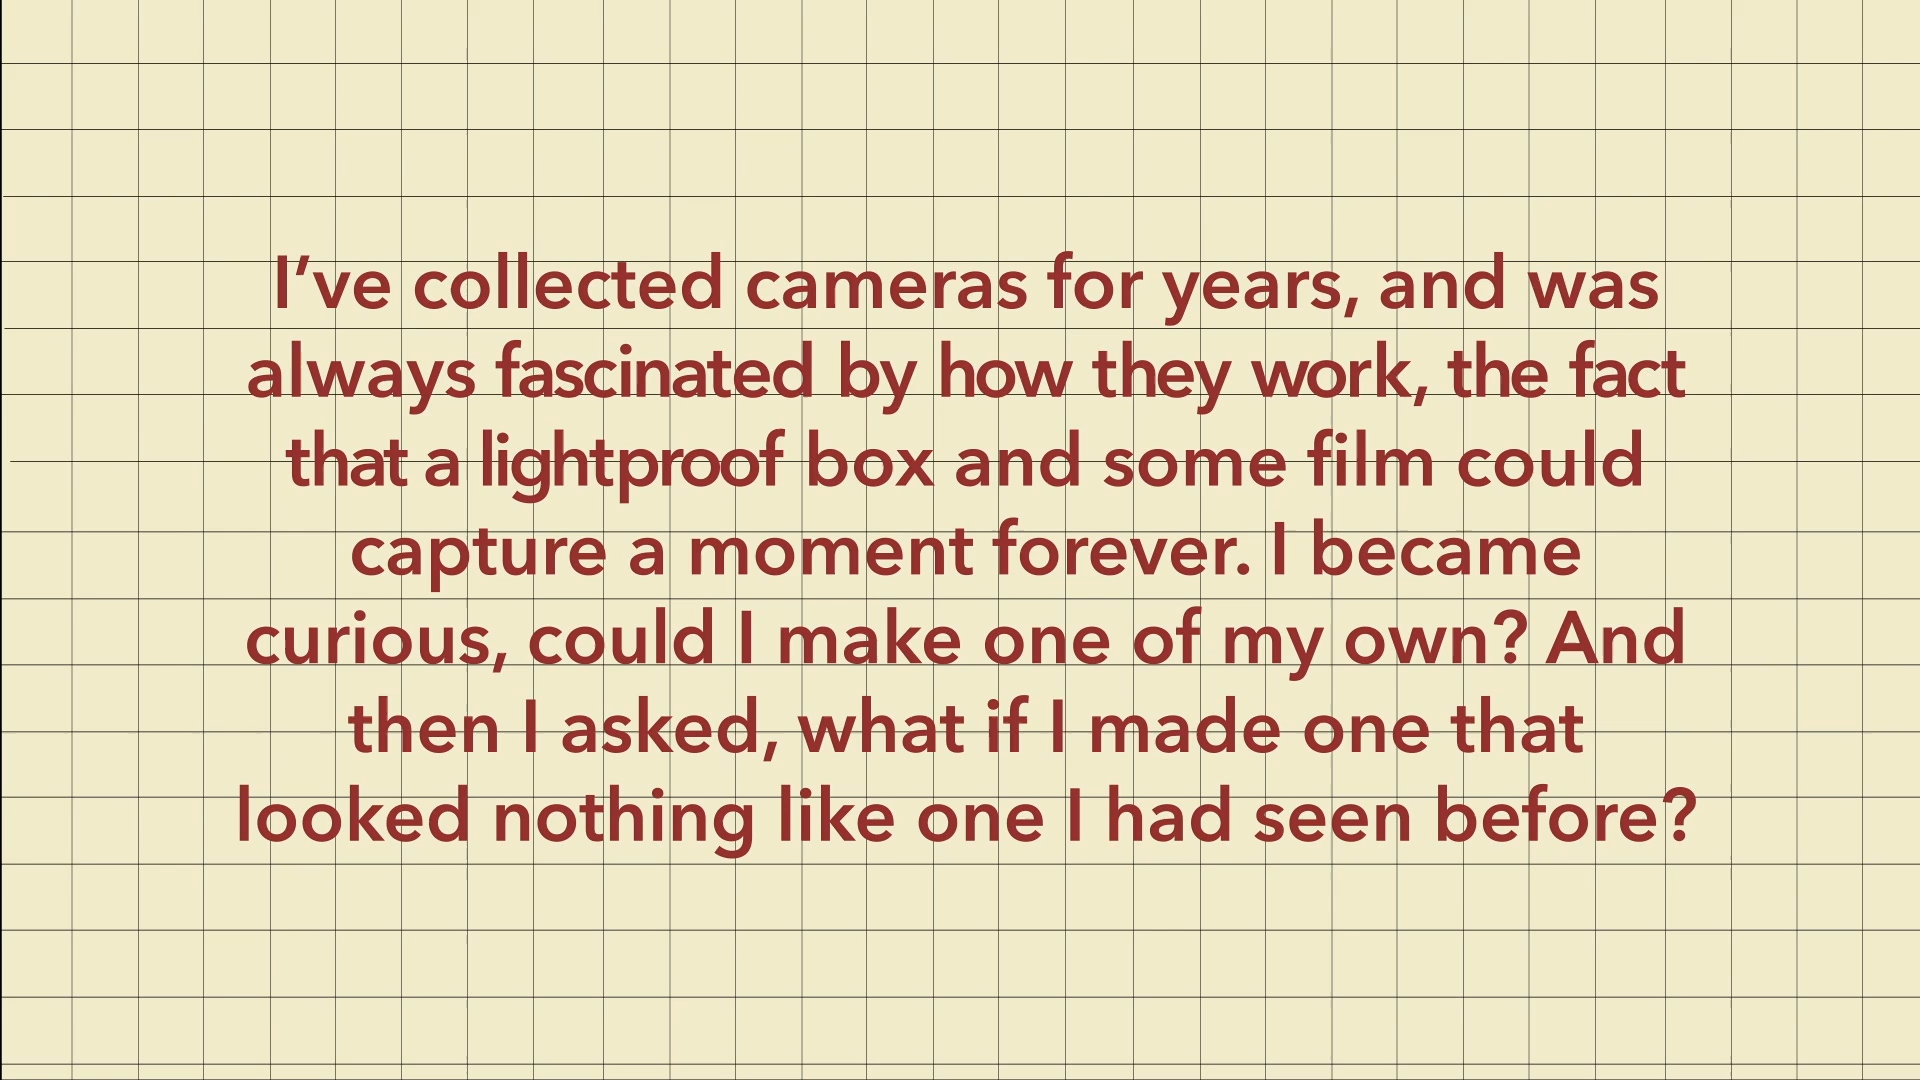 I’ve collected cameras for years, and was
always fascinated by how they work, the fact
that a lightproof box and some film could
capture a moment forever. I became
curious, could I make one of my own? And
then I asked, what if I made one that
looked nothing like one I had seen before?